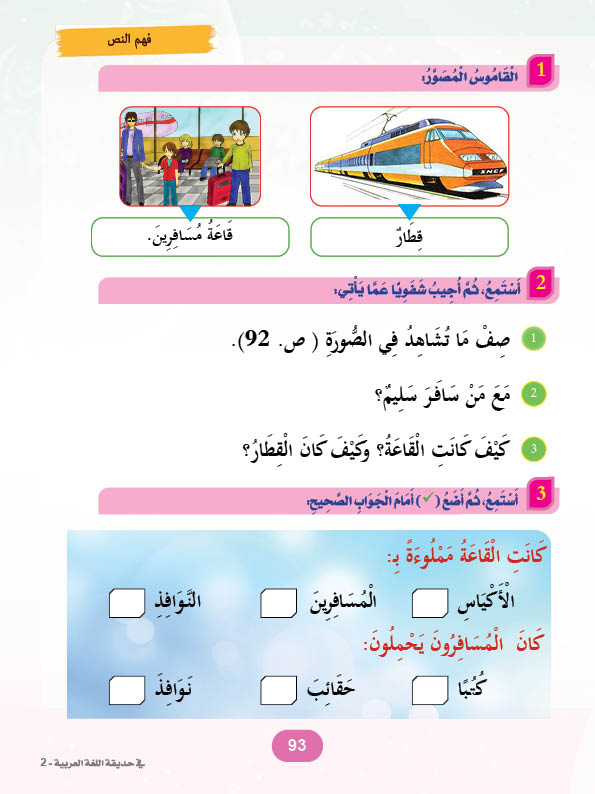 فهم النص
1 الْقَامُوسُ الْمُصَوَّرُ:
SNCF
قِطَارٌ
قَاعَةُ مُسَافِرِينَ.
2 أَسْتَمِعُ، ثُمَّ أُجِيبُ شَفَوِيًا عَمَّا يَأْتِي:
1 صِفْ مَا تُشَاهِدُ فِي الصُّورَةِ ( ص. 92).
2 مَعَ مَنْ سَافَرَ سَلِيمٌ؟
3 كَيْفَ كَانَتِ الْقَاعَةُ؟ وَكَيْفَ كَانَ الْقِطَارُ؟
3 أَسْتَمِعُ، ثُمَّ أَضَعُ (✓) أَمَامَ الْجَوَابِ الصَّحِيحِ:
كَانَتِ الْقَاعَةُ مَمْلُوءَةً بِـ:
الْأَكْيَاسِ الْمُسَافِرِينَ النَّوَافِذِ
كَانَ الْمُسَافِرُونَ يَحْمِلُونَ:
كُتُبًا حَقَائِبَ نَوَافِذَ
93
في حديقة اللغة العربية - 2